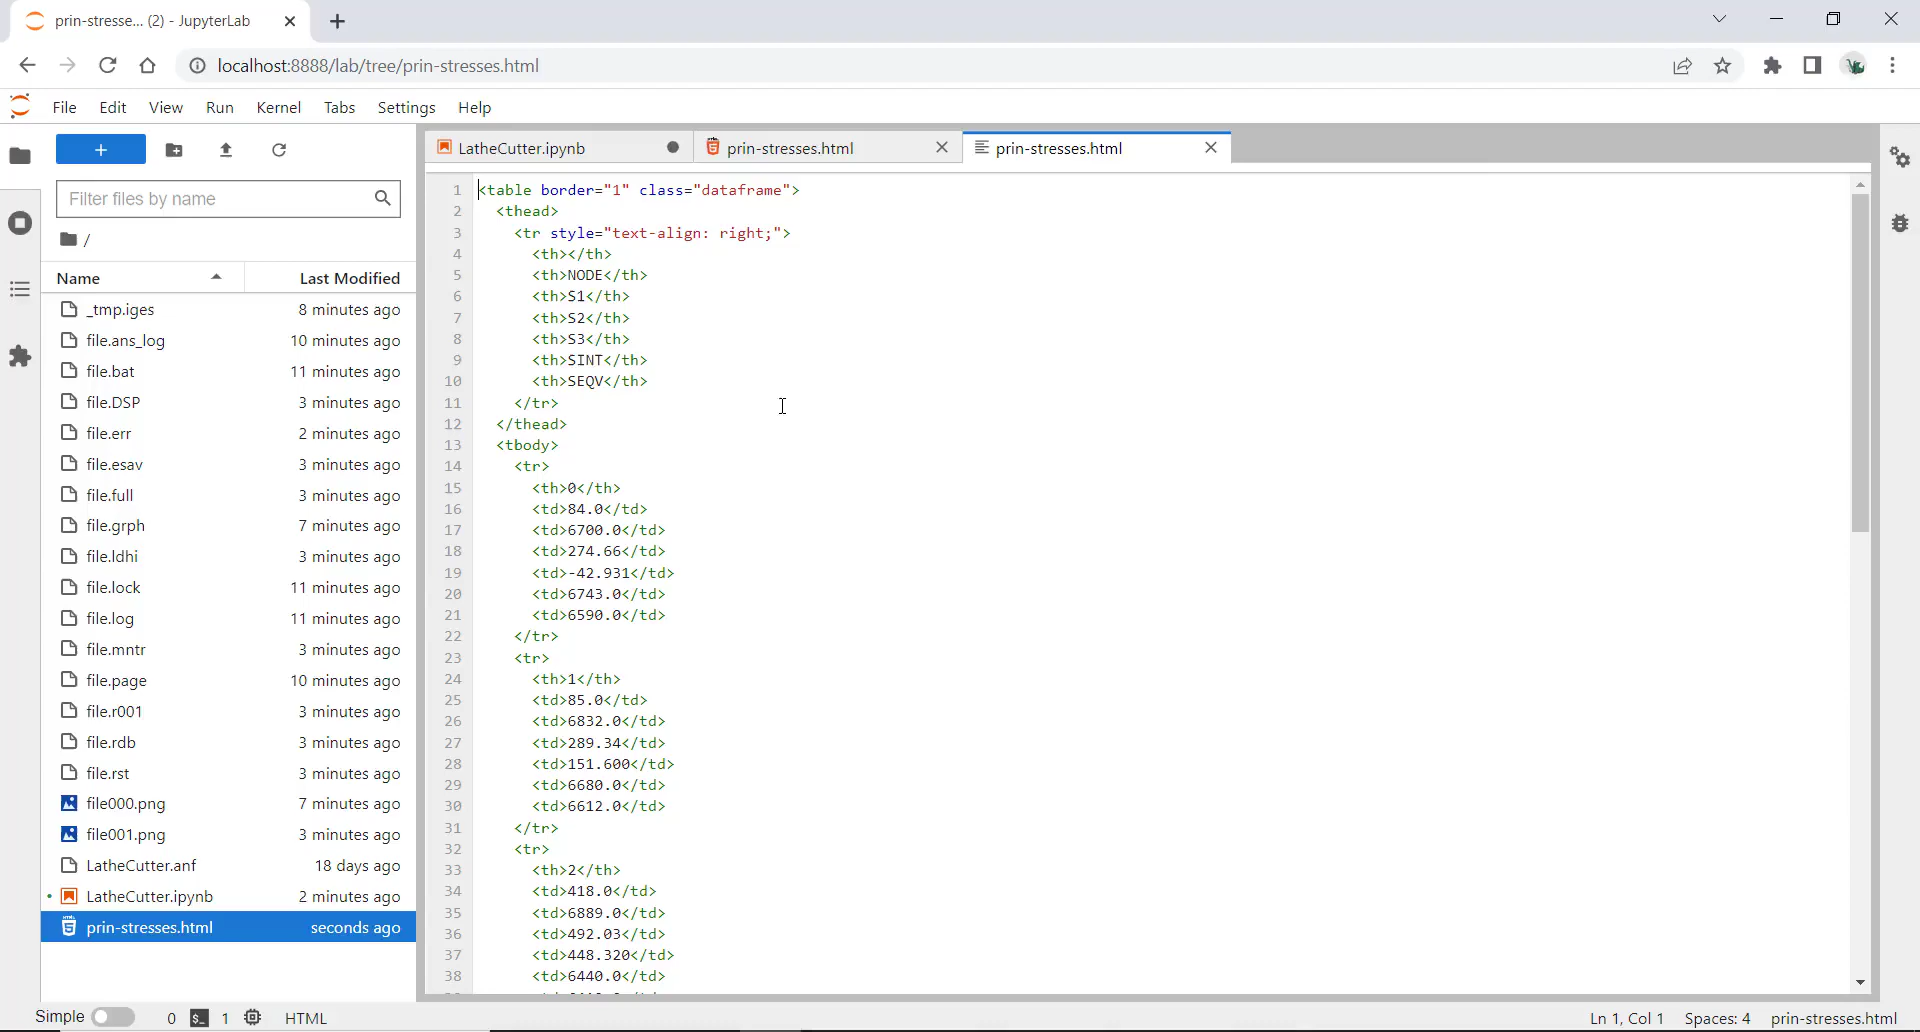 prin-stresse... (2) - JupyterLab
localhost:8888/lab/tree/prin-stresses.html
File Edit View Run Kernel Tabs Settings Help
+
LatheCutter.ipynb
prin-stresses.html
prin-stresses.html
Filter files by name
/
Name Last Modified
_tmp.iges 8 minutes ago
file.ans_log 10 minutes ago
file.bat 11 minutes ago
file.DSP 3 minutes ago
file.err 2 minutes ago
file.esav 3 minutes ago
file.full 3 minutes ago
file.grph 7 minutes ago
file.ldhi 3 minutes ago
file.lock 11 minutes ago
file.log 11 minutes ago
file.mntr 3 minutes ago
file.page 10 minutes ago
file.r001 3 minutes ago
file.rdb 3 minutes ago
file.rst 3 minutes ago
file000.png 7 minutes ago
file001.png 3 minutes ago
LatheCutter.anf 18 days ago
LatheCutter.ipynb 2 minutes ago
prin-stresses.html seconds ago
1 <table border="1" class="dataframe">
2 <thead>
3 <tr style="text-align: right;">
4 <th></th>
5 <th>NODE</th>
6 <th>S1</th>
7 <th>S2</th>
8 <th>S3</th>
9 <th>SINT</th>
10 <th>SEQV</th>
11 </tr>
12 </thead>
13 <tbody>
14 <tr>
15 <th>0</th>
16 <td>84.0</td>
17 <td>6700.0</td>
18 <td>274.66</td>
19 <td>-42.931</td>
20 <td>6743.0</td>
21 <td>6590.0</td>
22 </tr>
23 <tr>
24 <th>1</th>
25 <td>85.0</td>
26 <td>6832.0</td>
27 <td>289.34</td>
28 <td>151.600</td>
29 <td>6680.0</td>
30 <td>6612.0</td>
31 </tr>
32 <tr>
33 <th>2</th>
34 <td>418.0</td>
35 <td>6889.0</td>
36 <td>492.03</td>
37 <td>448.320</td>
38 <td>6440.0</td>
Simple 0 $_ 1 HTML
Ln 1, Col 1 Spaces: 4 prin-stresses.html